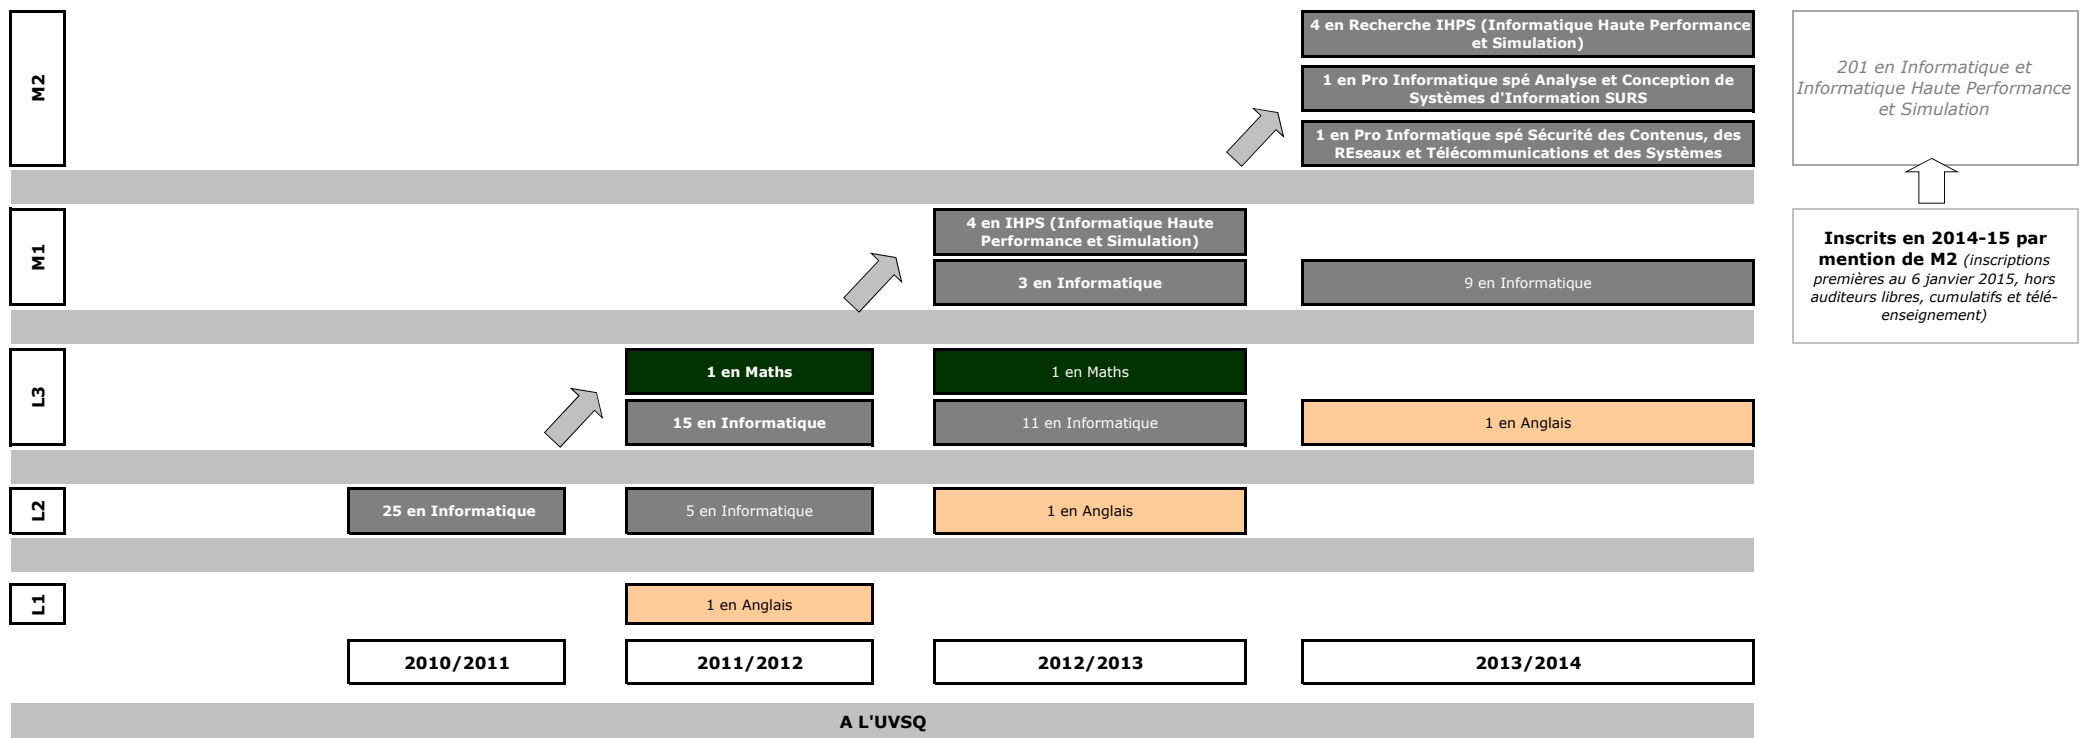 M2
4 en Recherche IHPS (Informatique Haute Performance
et Simulation)
1 en Pro Informatique spé Analyse et Conception de
Systèmes d'Information SURS
1 en Pro Informatique spé Sécurité des Contenus, des
REseaux et Télécommunications et des Systèmes
201 en Informatique et
Informatique Haute Performance
et Simulation
M1
4 en IHPS (Informatique Haute
Performance et Simulation)
3 en Informatique
9 en Informatique
Inscrits en 2014-15 par
mention de M2 (inscriptions
premières au 6 janvier 2015, hors
auditeurs libres, cumulatifs et télé-
enseignement)
L3
1 en Maths
1 en Maths
15 en Informatique
11 en Informatique
1 en Anglais
L2
25 en Informatique
5 en Informatique
1 en Anglais
L1
1 en Anglais
2010/2011
2011/2012
2012/2013
2013/2014
A L'UVSQ